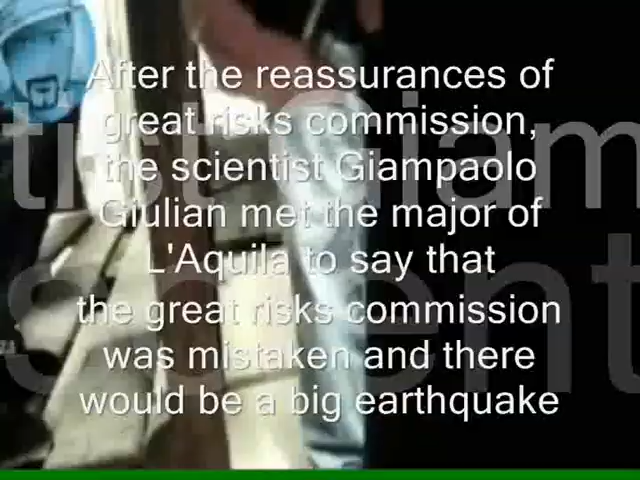 After the reassurances of
great risks commission,
the scientist Giampaolo
Giulian met the major of
L'Aquila to say that
the great risks commission
was mistaken and there
would be a big earthquake